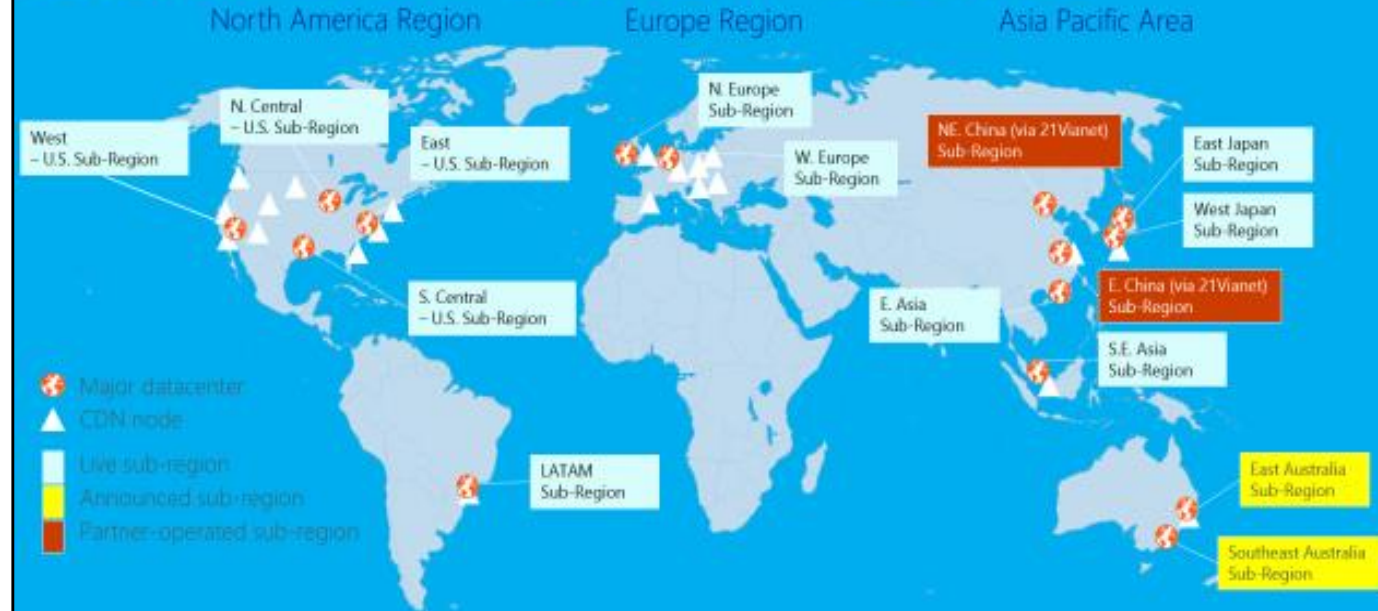 North America Region
Europe Region
Asia Pacific Area
N. Central
– U.S. Sub-Region
West
– U.S. Sub-Region
East
– U.S. Sub-Region
N. Europe
Sub-Region
W. Europe
Sub-Region
NE. China (via 21Vianet)
Sub-Region
East Japan
Sub-Region
West Japan
Sub-Region
S. Central
– U.S. Sub-Region
E. Asia
Sub-Region
E. China (via 21Vianet)
Sub-Region
S.E. Asia
Sub-Region
Major datacenter
CDN node
Live sub-region
Announced sub-region
Partner-operated sub-region
LATAM
Sub-Region
East Australia
Sub-Region
Southeast Australia
Sub-Region